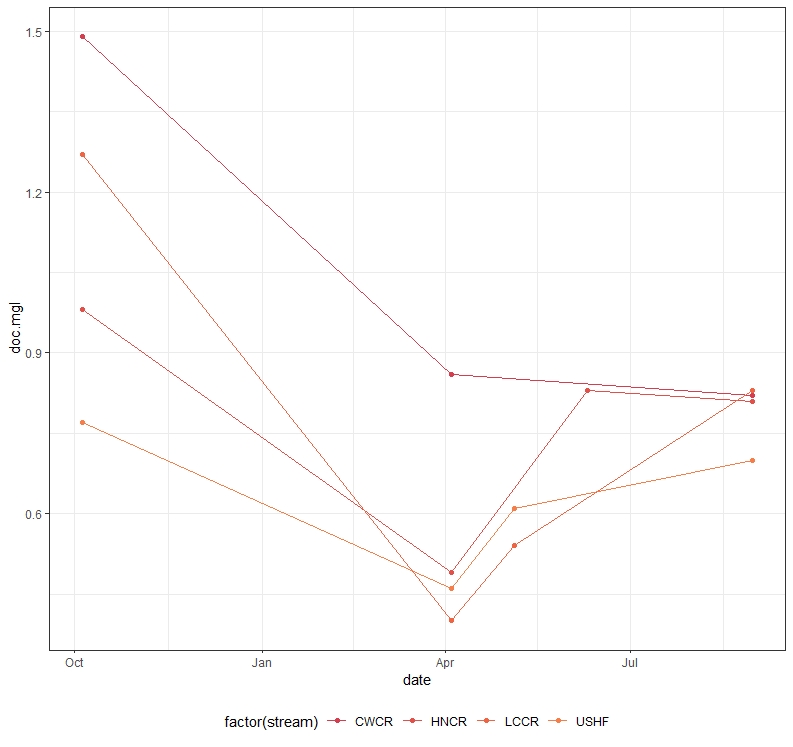 1.5
1.2
0.9
0.6
doc.mgl
Oct Jan Apr Jul
date
factor(stream) CWCR HNCR LCCR USHF